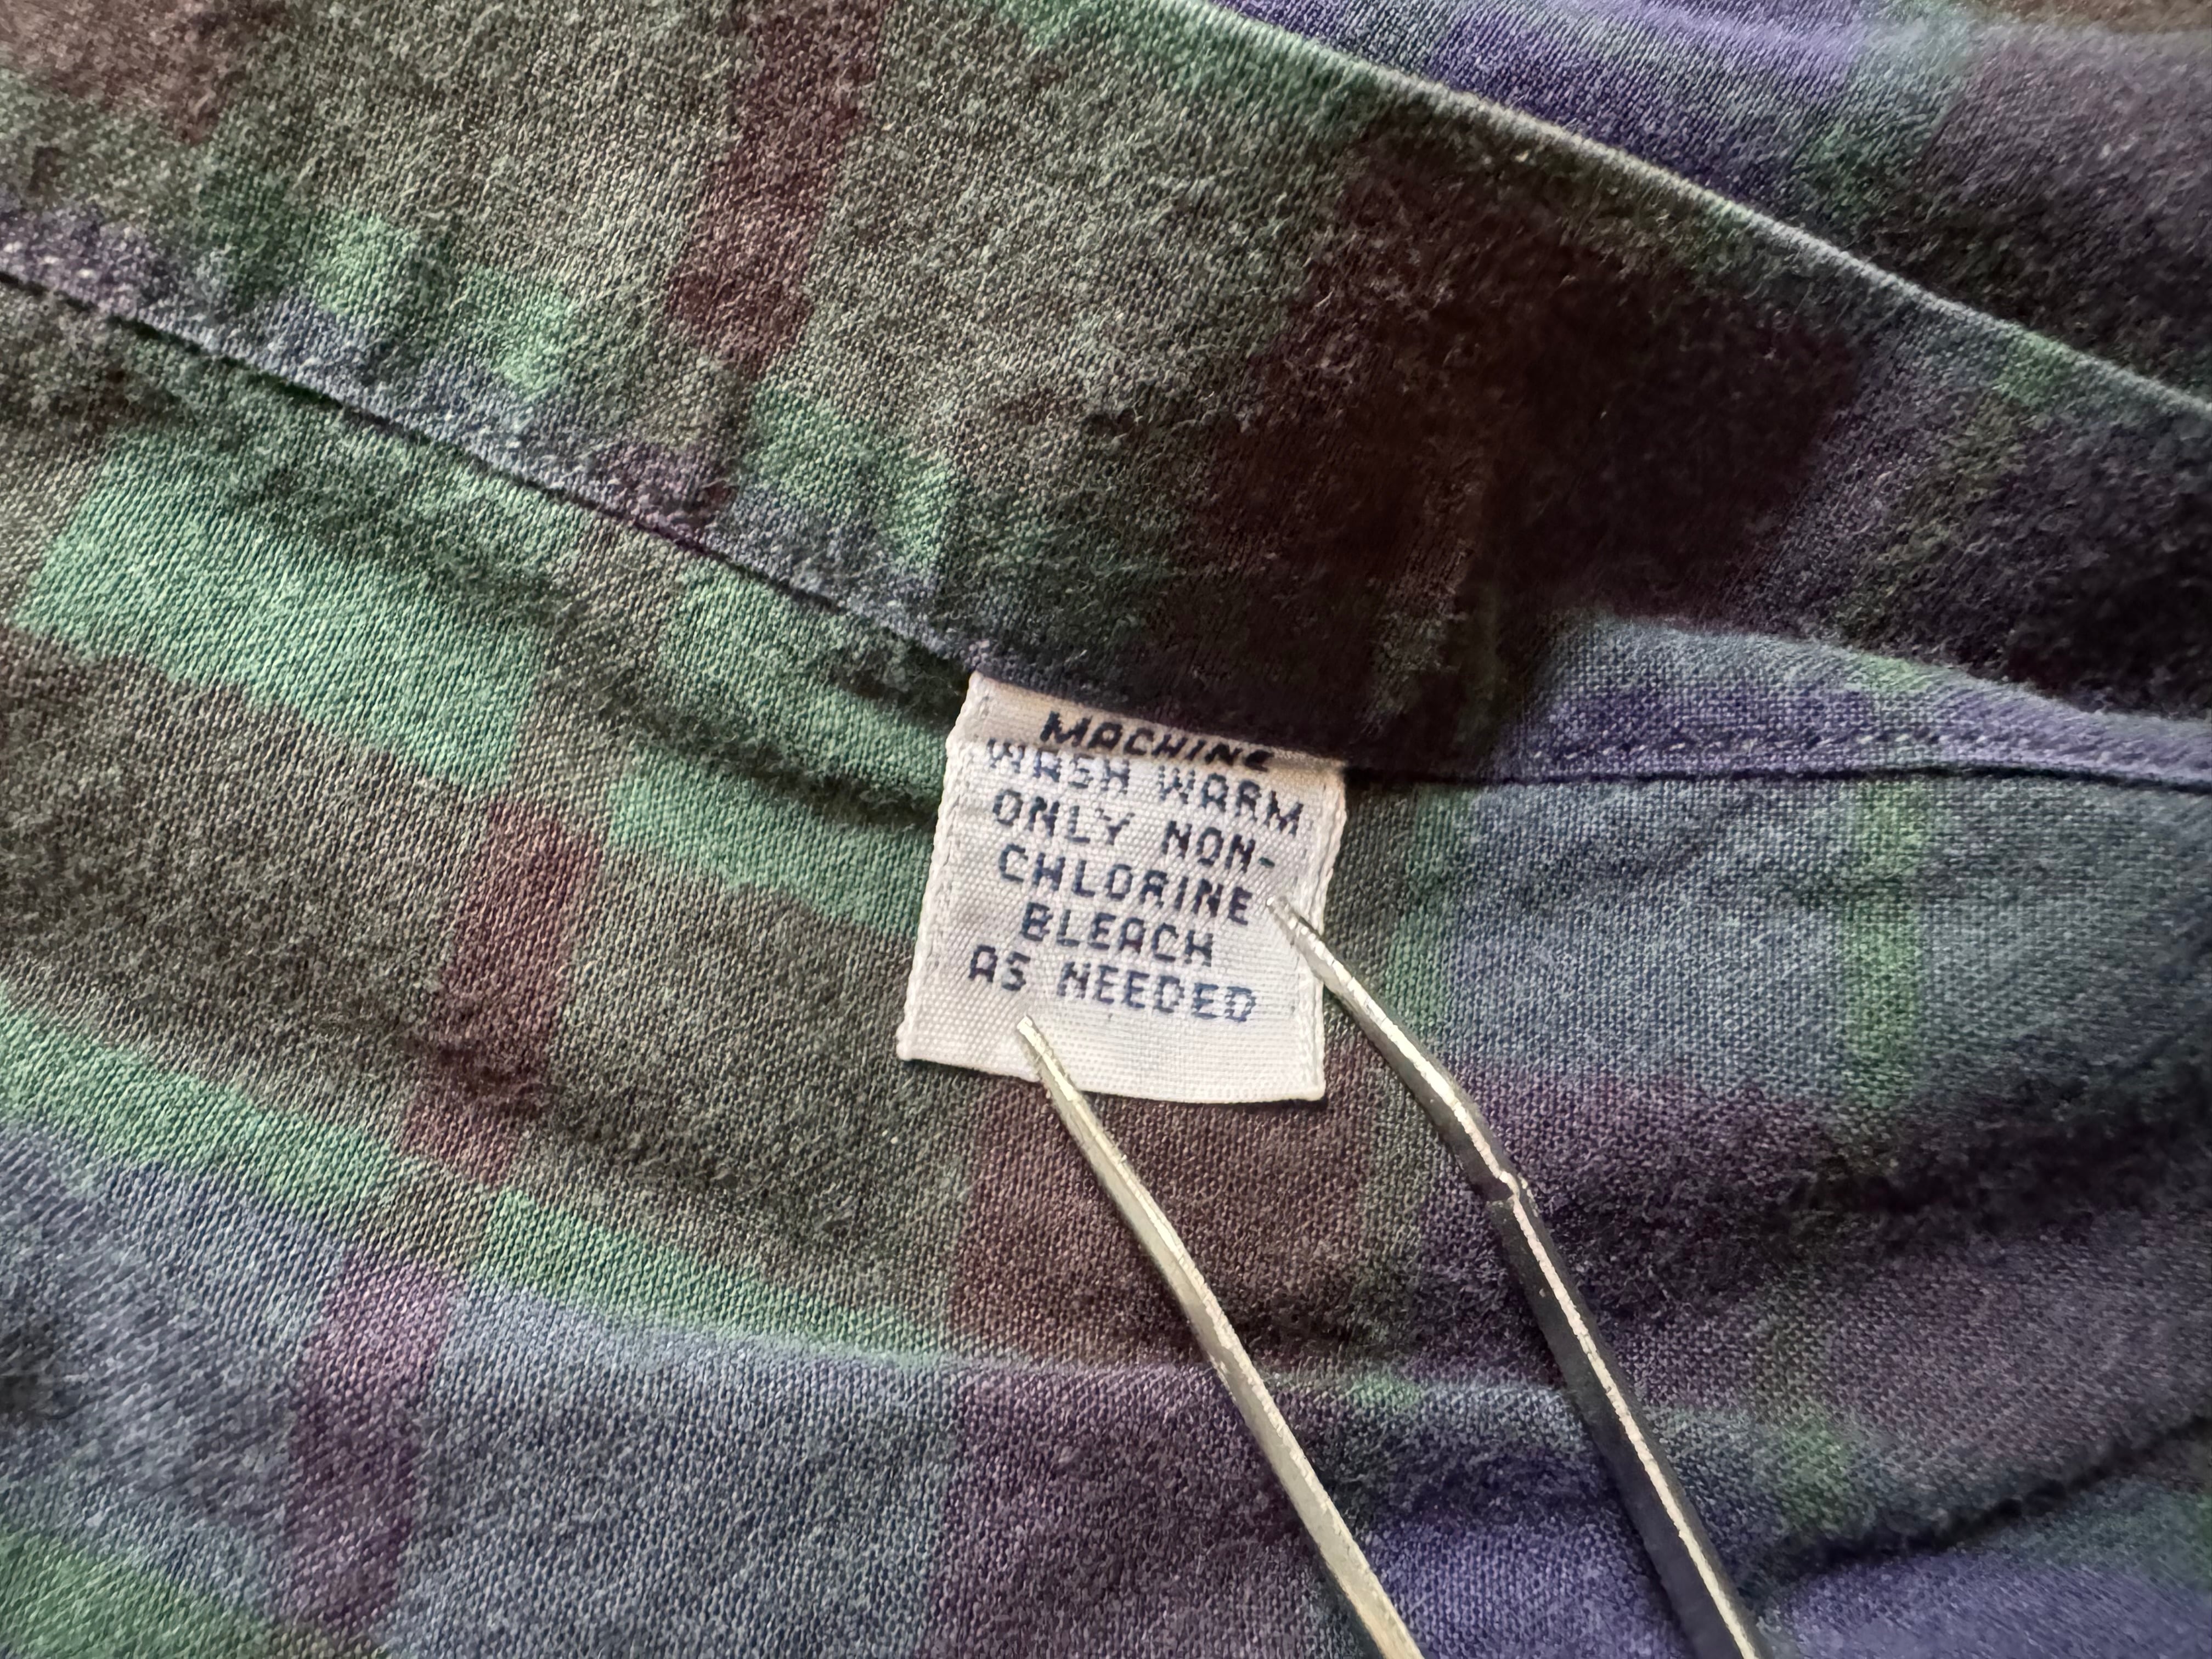 MACHINE
WASH WARM
ONLY NON-
CHLORINE
BLEACH
AS NEEDED